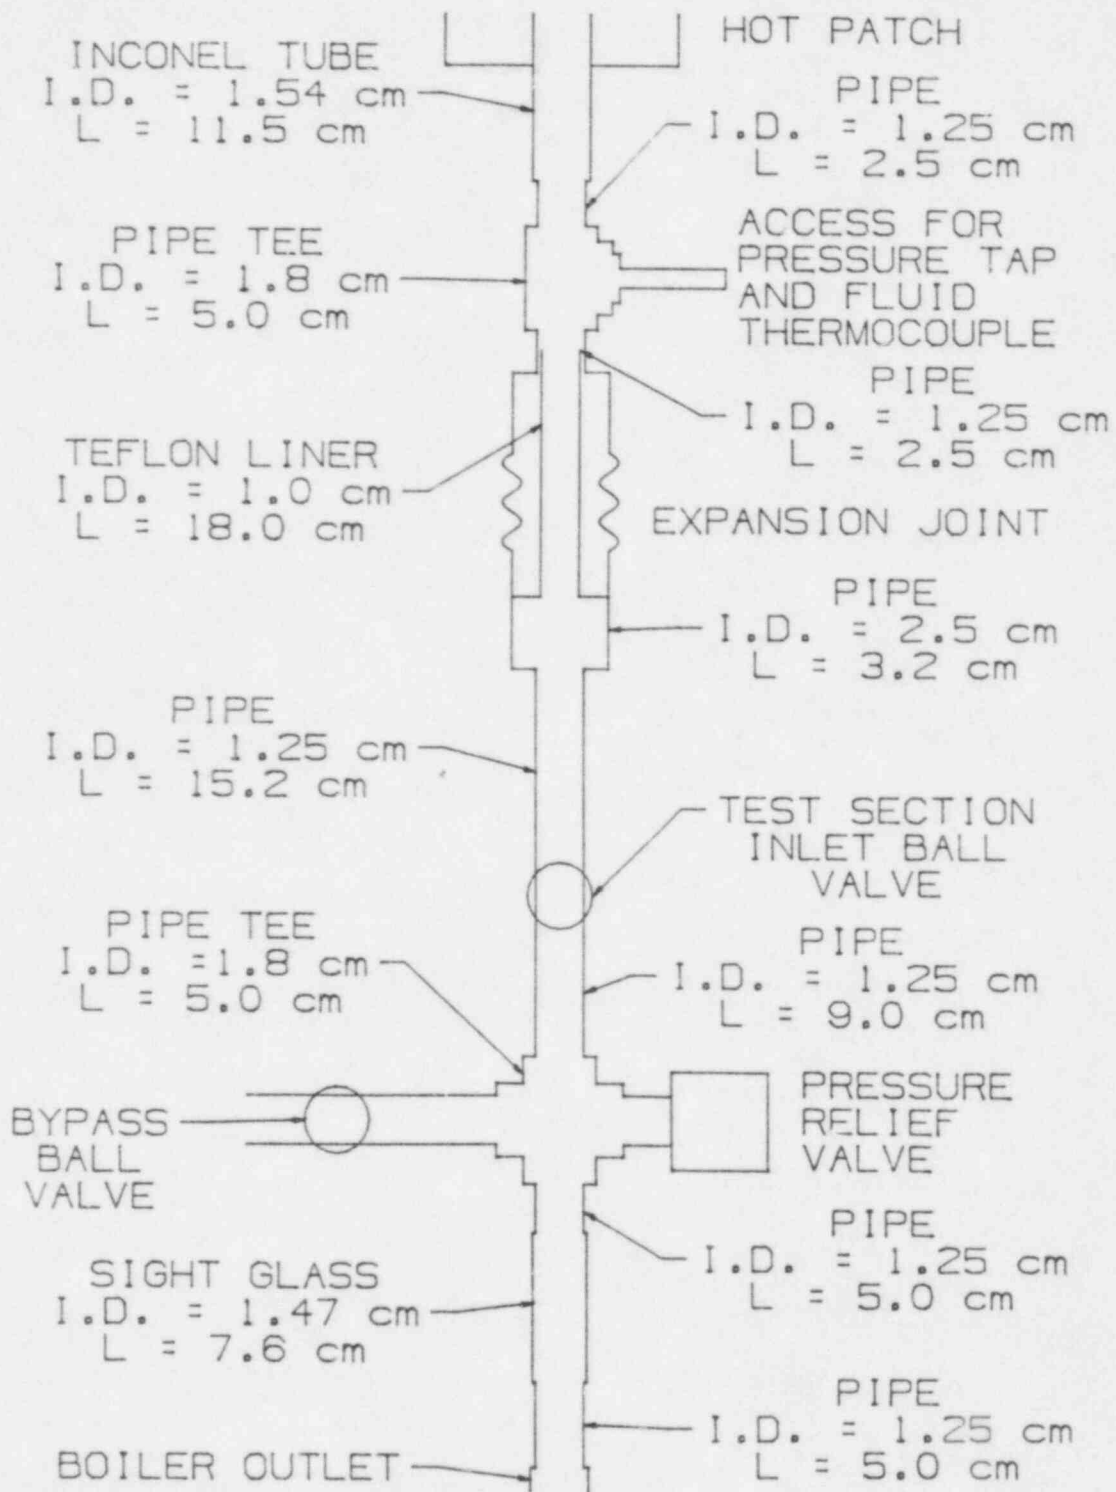 HOT PATCH
INCONEL TUBE
I.D. = 1.54 cm
L = 11.5 cm
PIPE
I.D. = 1.25 cm
L = 2.5 cm
PIPE TEE
I.D. = 1.8 cm
L = 5.0 cm
ACCESS FOR
PRESSURE TAP
AND FLUID
THERMOCOUPLE
PIPE
I.D. = 1.25 cm
L = 2.5 cm
TEFLON LINER
I.D. = 1.0 cm
L = 18.0 cm
EXPANSION JOINT
PIPE
I.D. = 2.5 cm
L = 3.2 cm
PIPE
I.D. = 1.25 cm
L = 15.2 cm
TEST SECTION
INLET BALL
VALVE
PIPE TEE
I.D. =1.8 cm
L = 5.0 cm
PIPE
I.D. = 1.25 cm
L = 9.0 cm
BYPASS
BALL
VALVE
PRESSURE
RELIEF
VALVE
PIPE
I.D. = 1.25 cm
L = 5.0 cm
SIGHT GLASS
I.D. = 1.47 cm
L = 7.6 cm
PIPE
I.D. = 1.25 cm
L = 5.0 cm
BOILER OUTLET